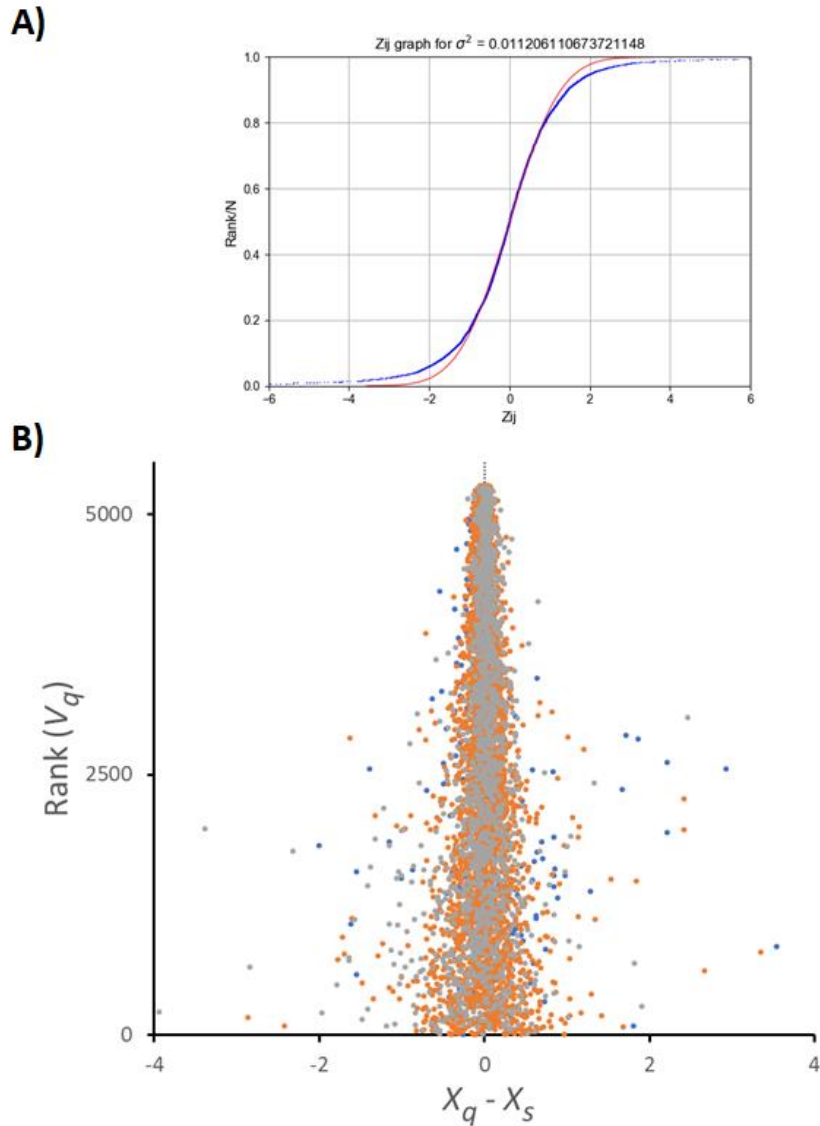 A)
Zij graph for σ² = 0.011206110673721148
1.0
0.8
0.6
0.4
0.2
0.0
Rank/N
-6 -4 -2 0 2 4 6
Zij
B)
5000
2500
0
Rank (Vq)
-4 -2 0 2 4
Xq - Xs